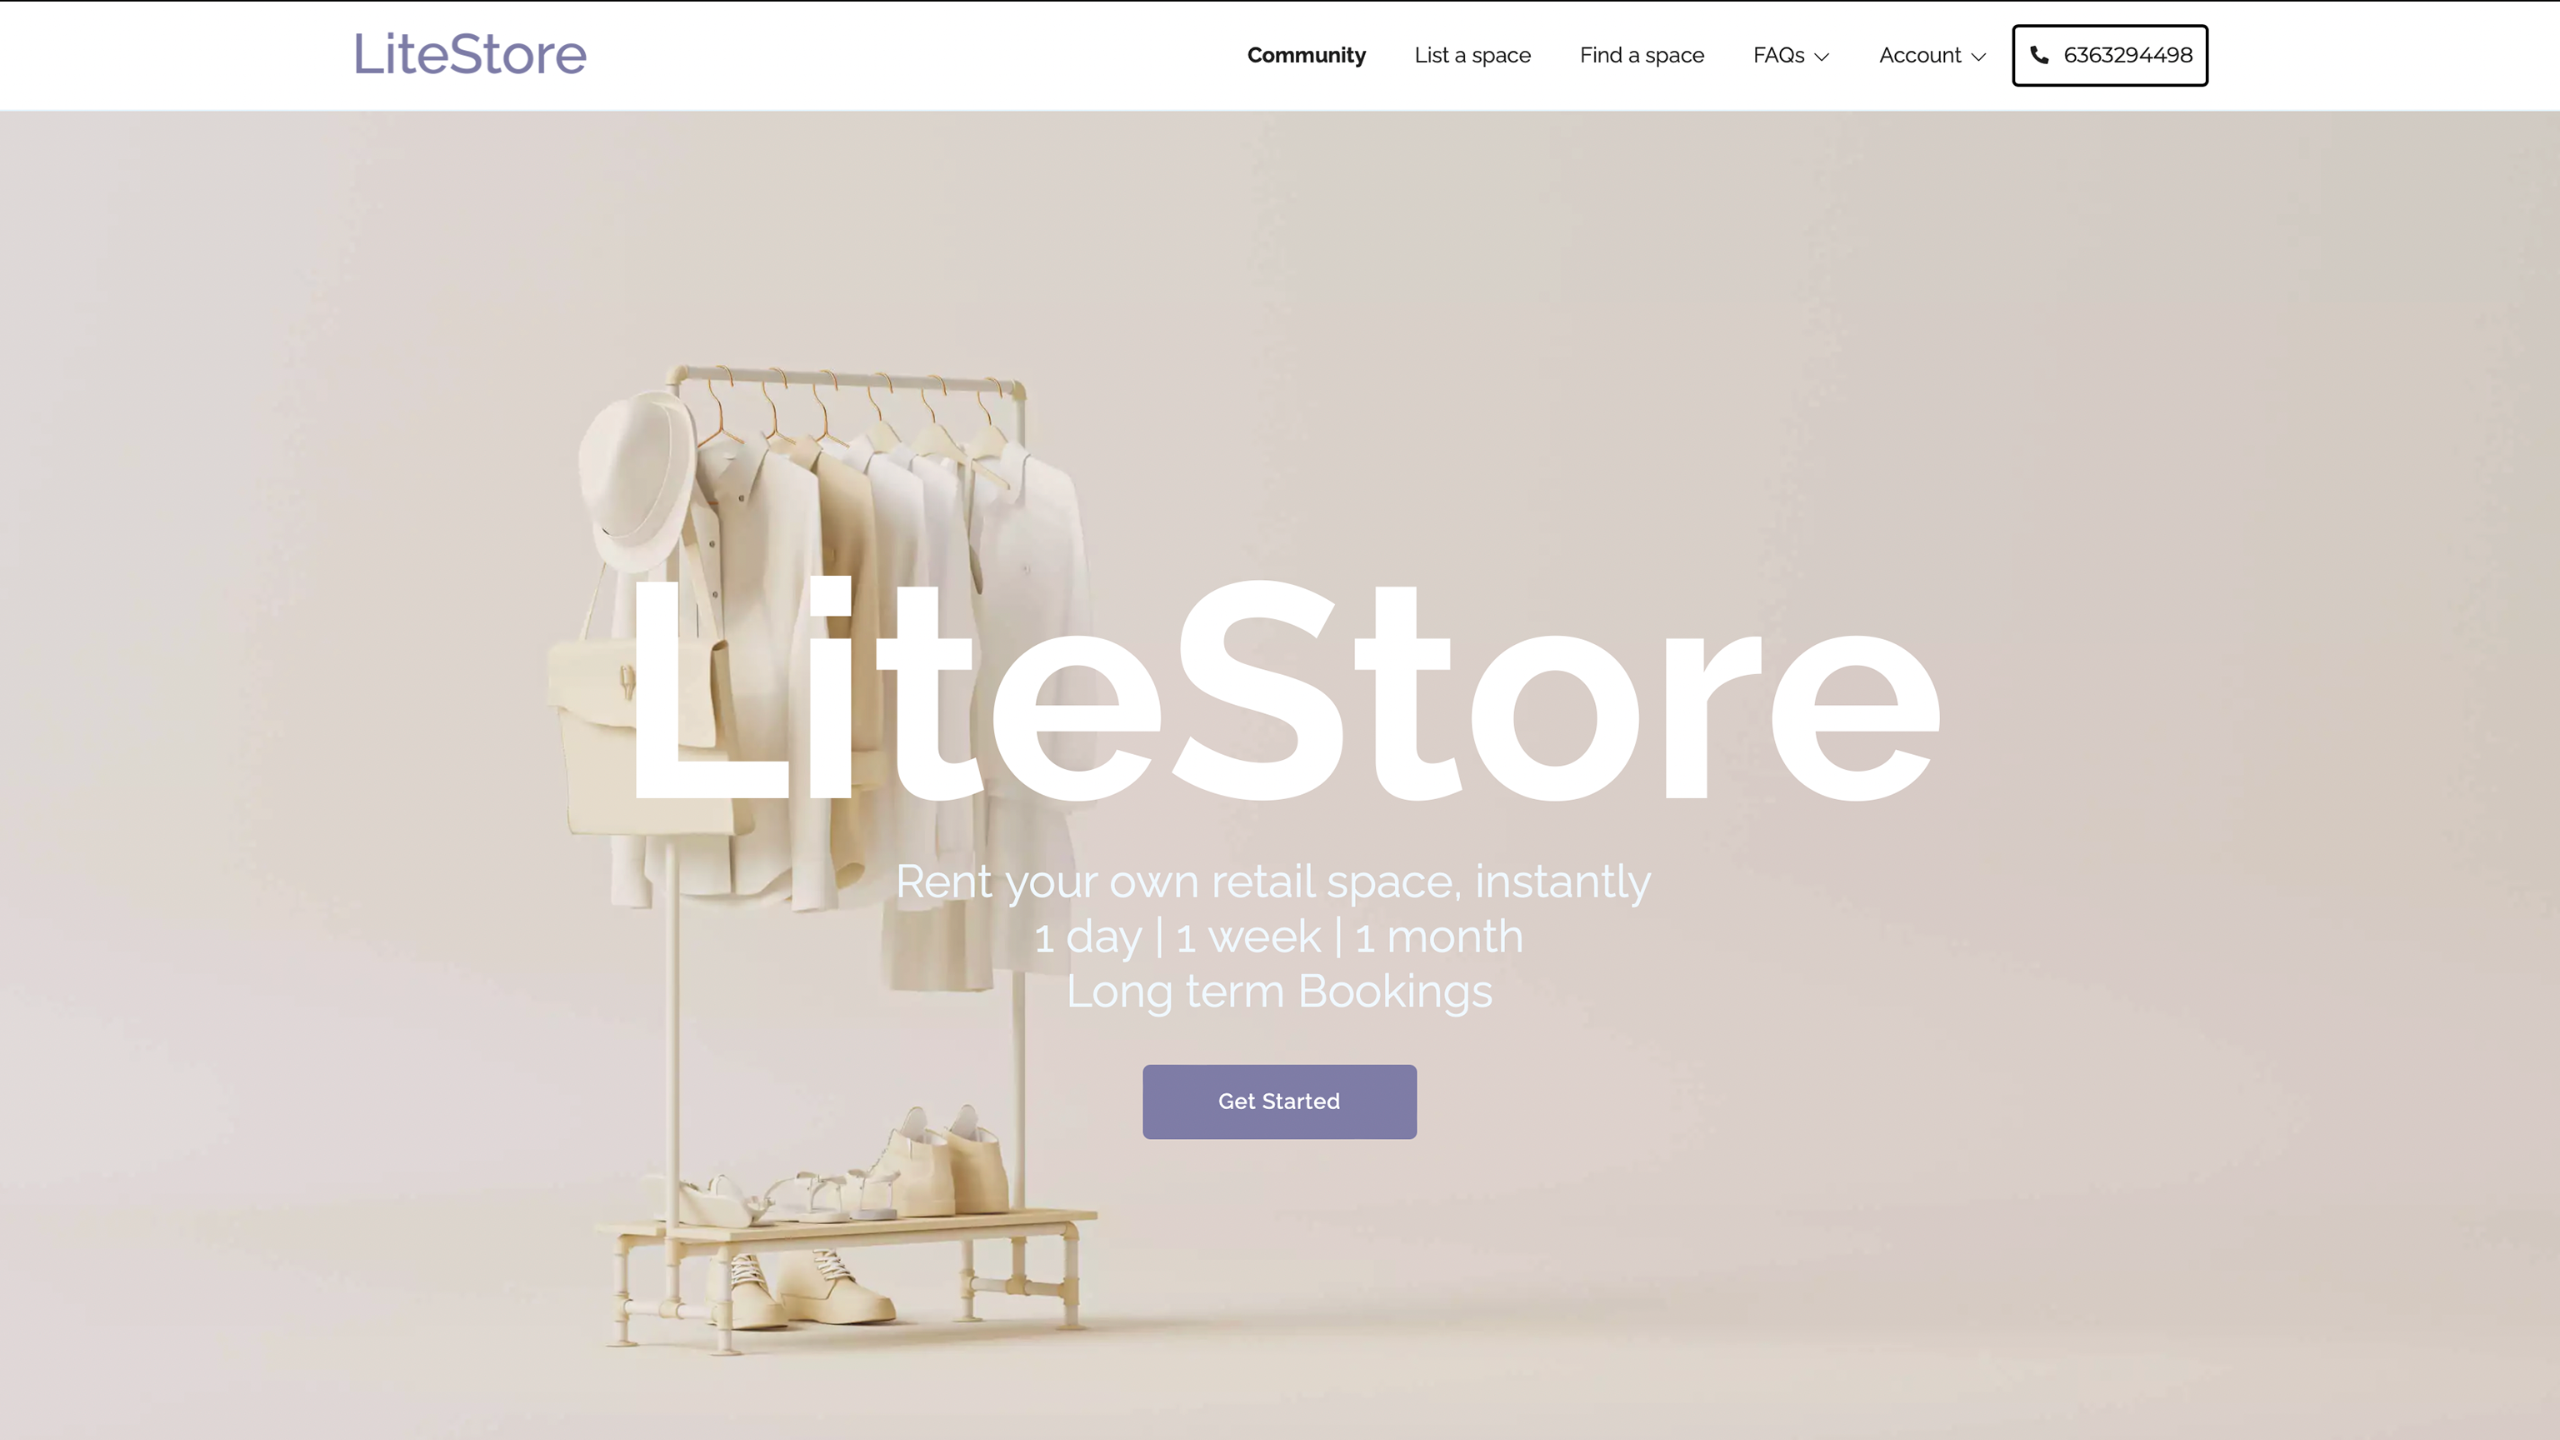 LiteStore
Community
List a space
Find a space
FAQs
Account
6363294498
LiteStore
Rent your own retail space, instantly
1 day | 1 week | 1 month
Long term Bookings
Get Started